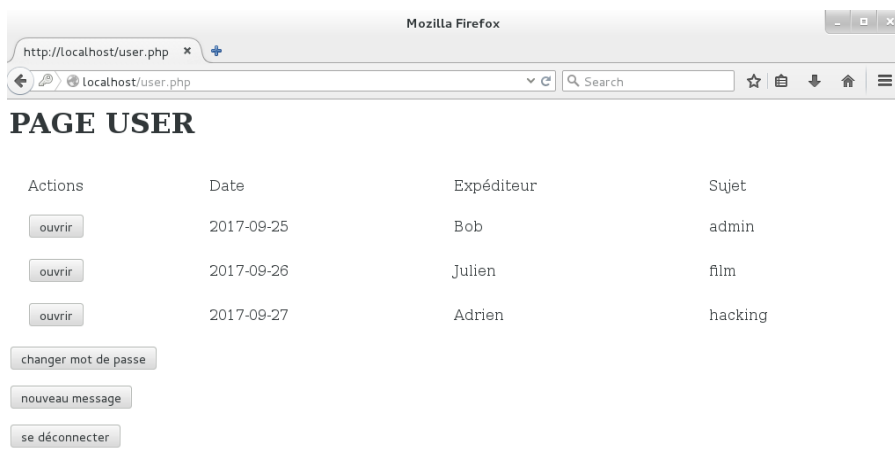 Mozilla Firefox
http://localhost/user.php
localhost/user.php Search
PAGE USER
Actions Date Expéditeur Sujet
ouvrir 2017-09-25 Bob admin
ouvrir 2017-09-26 Julien film
ouvrir 2017-09-27 Adrien hacking
changer mot de passe
nouveau message
se déconnecter